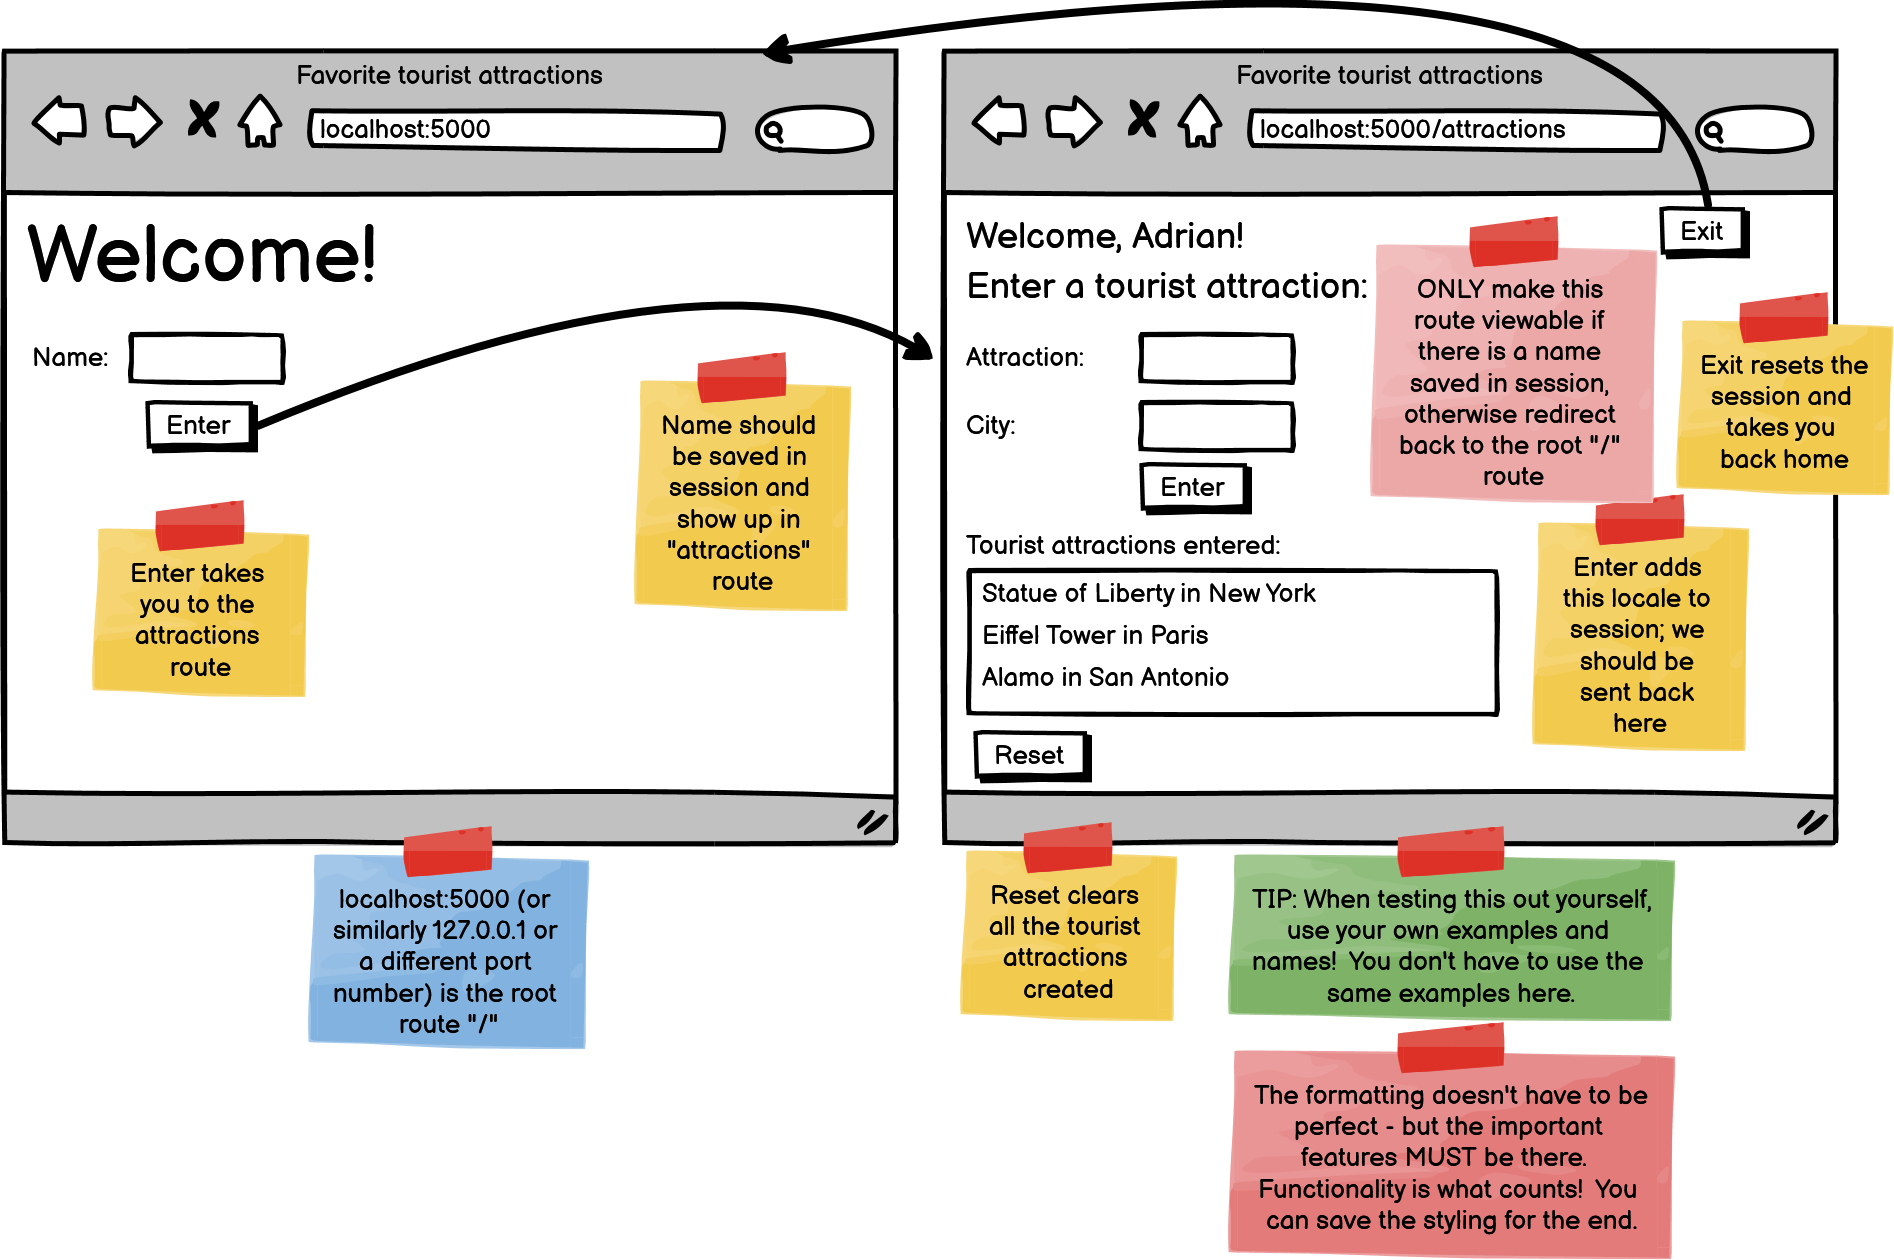 Favorite tourist attractions
localhost:5000
Welcome!
Name:
Enter
Enter takes
you to the
attractions
route
Name should
be saved in
session and
show up in
"attractions"
route
localhost:5000 (or
similarly 127.0.0.1 or
a different port
number) is the root
route "/"
Favorite tourist attractions
localhost:5000/attractions
Exit
Welcome, Adrian!
Enter a tourist attraction:
Attraction:
City:
Enter
ONLY make this
route viewable if
there is a name
saved in session,
otherwise redirect
back to the root "/"
route
Exit resets the
session and
takes you
back home
Enter adds
this locale to
session; we
should be
sent back
here
Tourist attractions entered:
Statue of Liberty in New York
Eiffel Tower in Paris
Alamo in San Antonio
Reset
Reset clears
all the tourist
attractions
created
TIP: When testing this out yourself,
use your own examples and
names! You don't have to use the
same examples here.
The formatting doesn't have to be
perfect - but the important
features MUST be there.
Functionality is what counts! You
can save the styling for the end.